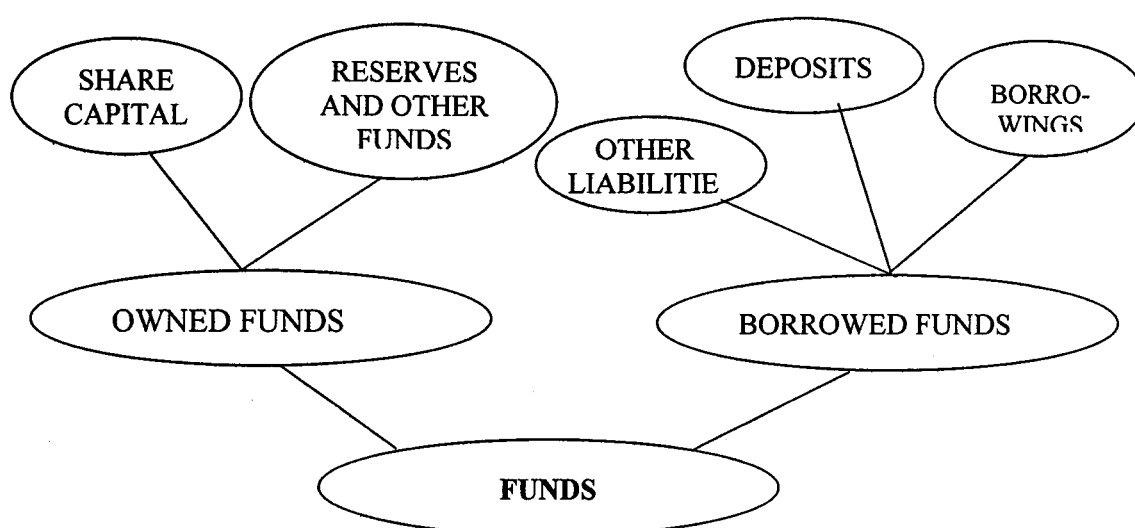 SHARE
CAPITAL
RESERVES
AND OTHER
FUNDS
OTHER
LIABILITIE
DEPOSITS
BORRO-
WINGS
OWNED FUNDS
BORROWED FUNDS
FUNDS